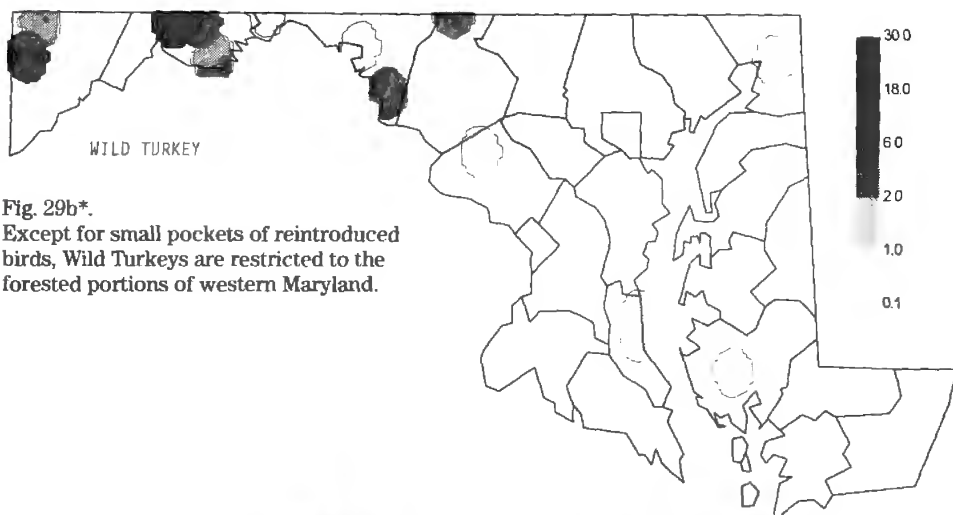 30.0
18.0
6.0
2.0
1.0
0.1
WILD TURKEY
Fig. 29b*.
Except for small pockets of reintroduced
birds, Wild Turkeys are restricted to the
forested portions of western Maryland.